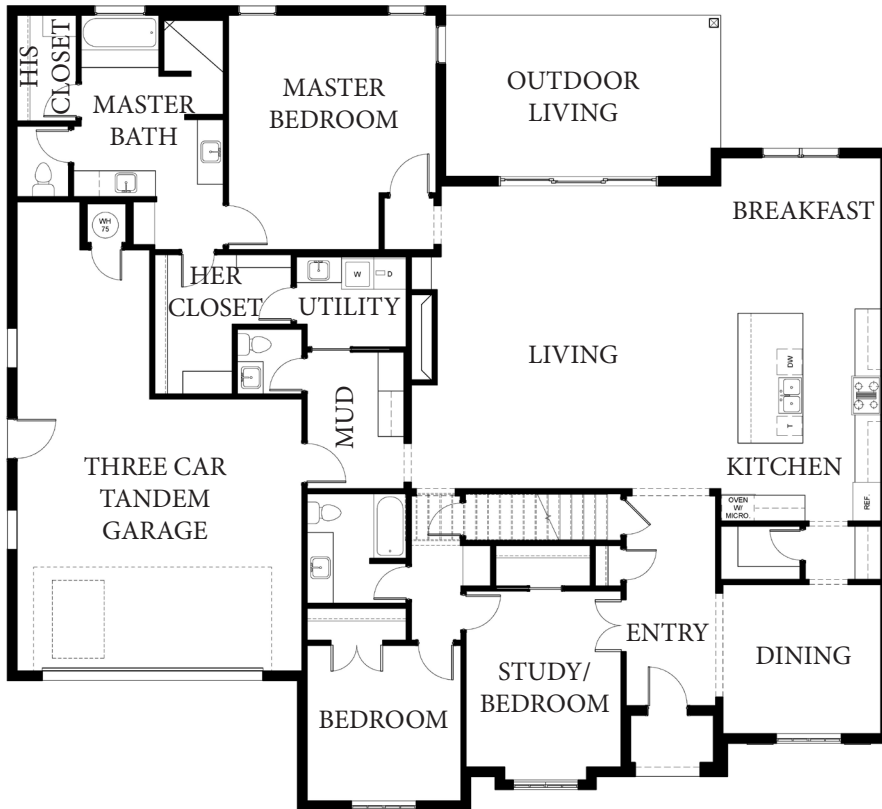 HIS
CLOSET
MASTER
BATH
MASTER
BEDROOM
OUTDOOR
LIVING
BREAKFAST
WH
75
HER
CLOSET
UTILITY
W
D
LIVING
DW
T
MUD
KITCHEN
THREE CAR
TANDEM
GARAGE
OVEN
W/
MICRO.
REF.
ENTRY
DINING
STUDY/
BEDROOM
BEDROOM